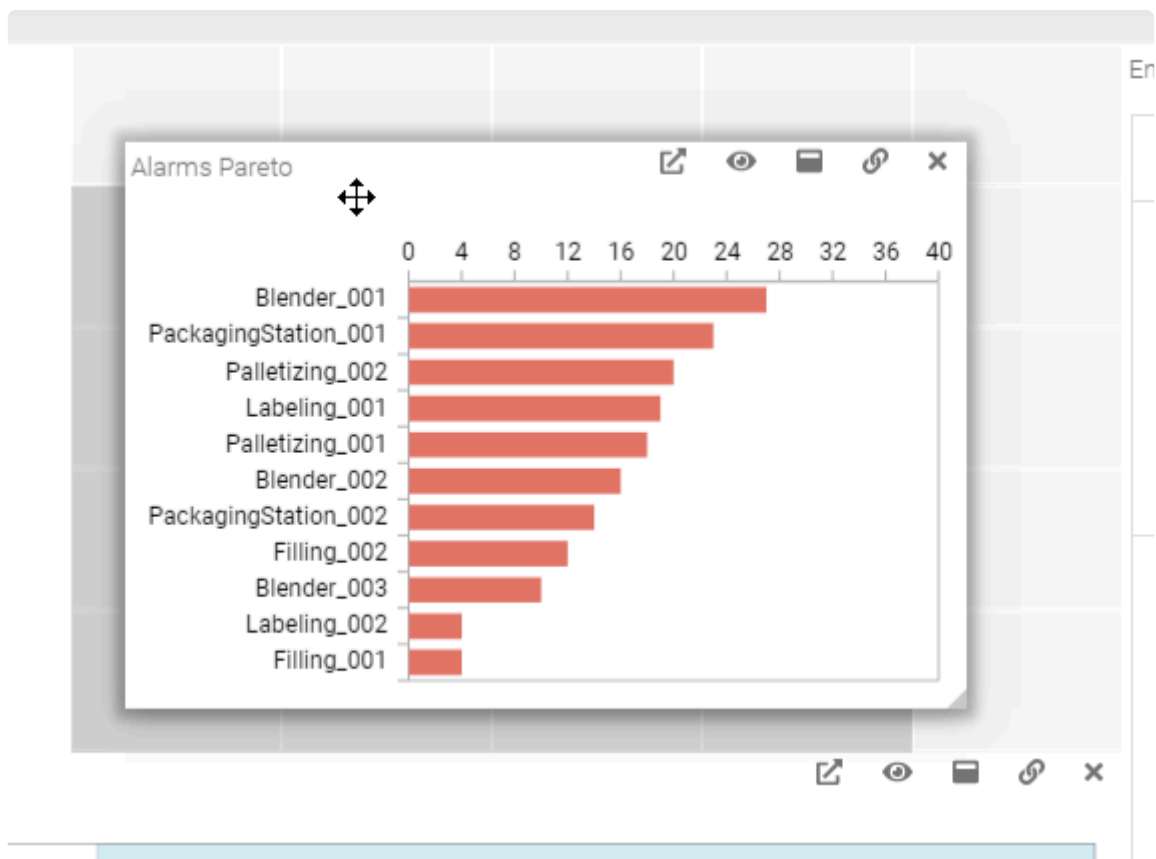 En
Alarms Pareto
0 4 8 12 16 20 24 28 32 36 40
Blender_001
PackagingStation_001
Palletizing_002
Labeling_001
Palletizing_001
Blender_002
PackagingStation_002
Filling_002
Blender_003
Labeling_002
Filling_001